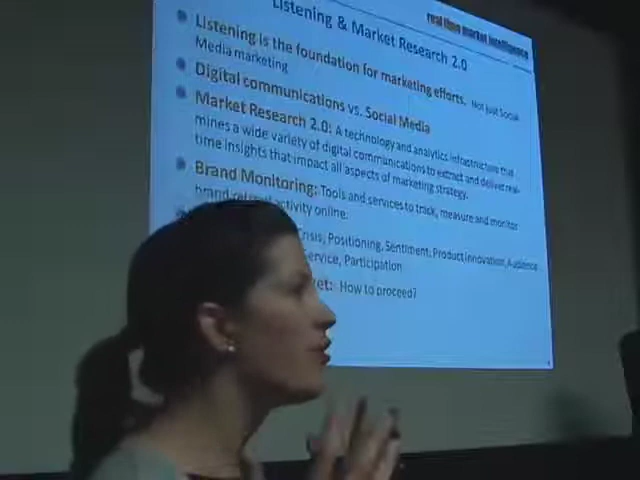 Listening & Market Research 2.0
real time market intelligence
Listening is the foundation for marketing efforts. Not just Social
Media marketing
Digital communications vs. Social Media
Market Research 2.0: A technology and analytics infrastructure that
mines a wide variety of digital communications to extract and deliver real-
time insights that impact all aspects of marketing strategy.
Brand Monitoring: Tools and services to track, measure and monitor
activity online.
Positioning, Sentiment, Product Innovation, Audience
Participation
How to proceed?